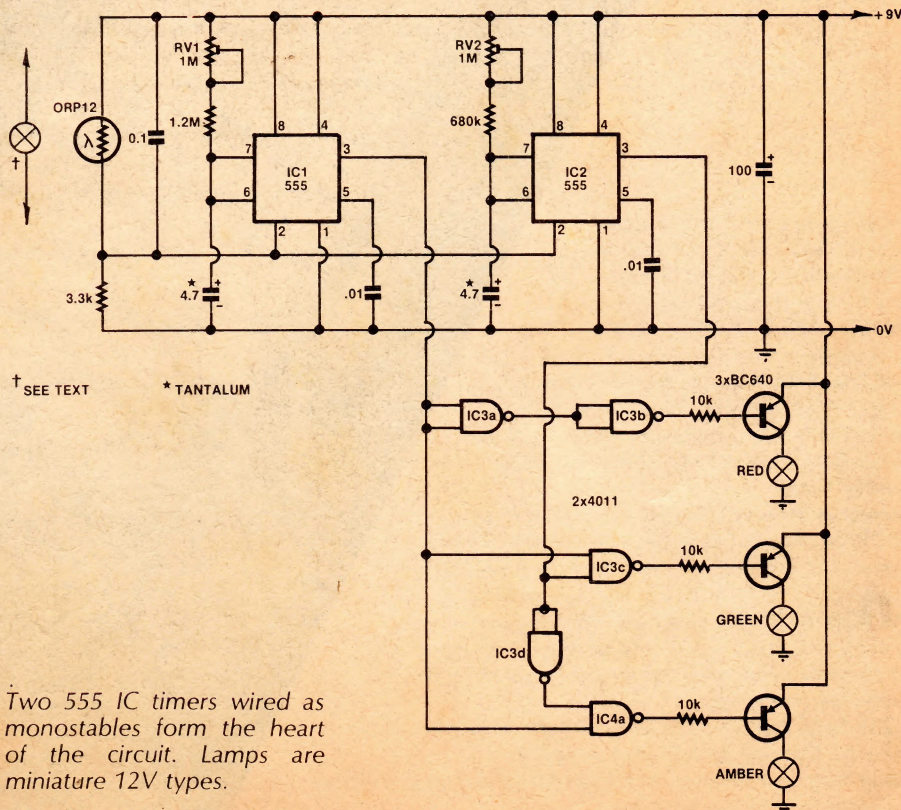 +9V
RV1
1M
RV2
1M
ORP12
λ
†
0.1
1.2M
680k
8
4
7
3
IC1
555
6
5
2
1
8
4
7
3
IC2
555
6
5
2
1
100
+
-
3.3k
★
4.7
+
-
.01
★
4.7
+
-
.01
0V
† SEE TEXT
★ TANTALUM
3xBC640
IC3a
IC3b
10k
RED
2x4011
IC3c
10k
GREEN
IC3d
IC4a
10k
AMBER
Two 555 IC timers wired as
monostables form the heart
of the circuit. Lamps are
miniature 12V types.